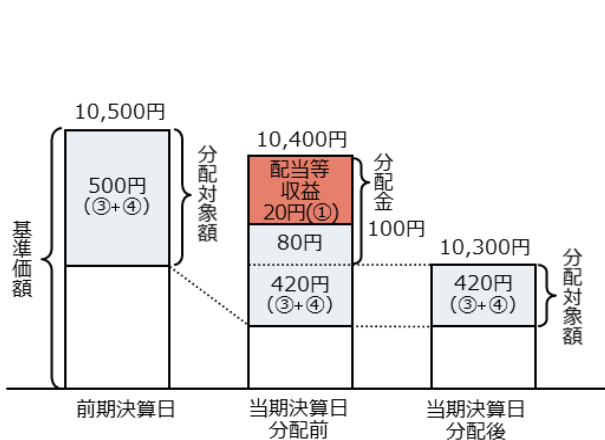 基準価額
10,500円
500円
(③+④)
分配対象額
前期決算日
10,400円
配当等
収益
20円(①)
80円
420円
(③+④)
分配金
100円
当期決算日
分配前
10,300円
420円
(③+④)
分配対象額
当期決算日
分配後